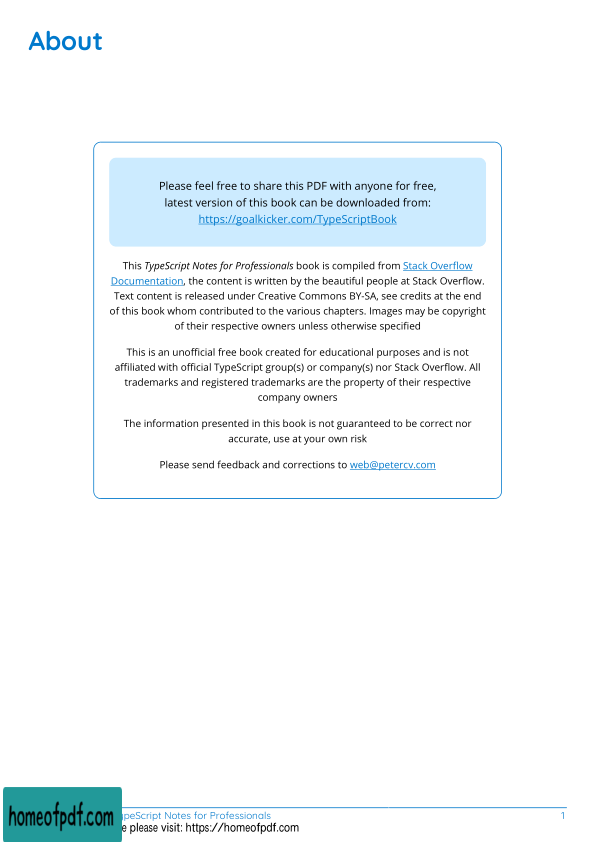 About
Please feel free to share this PDF with anyone for free,
latest version of this book can be downloaded from:
https://goalkicker.com/TypeScriptBook
This TypeScript Notes for Professionals book is compiled from Stack Overflow
Documentation, the content is written by the beautiful people at Stack Overflow.
Text content is released under Creative Commons BY-SA, see credits at the end
of this book whom contributed to the various chapters. Images may be copyright
of their respective owners unless otherwise specified
This is an unofficial free book created for educational purposes and is not
affiliated with official TypeScript group(s) or company(s) nor Stack Overflow. All
trademarks and registered trademarks are the property of their respective
company owners
The information presented in this book is not guaranteed to be correct nor
accurate, use at your own risk
Please send feedback and corrections to web@petercv.com
homeofpdf.com
ypeScript Notes for Professionals 1
e please visit: https://homeofpdf.com